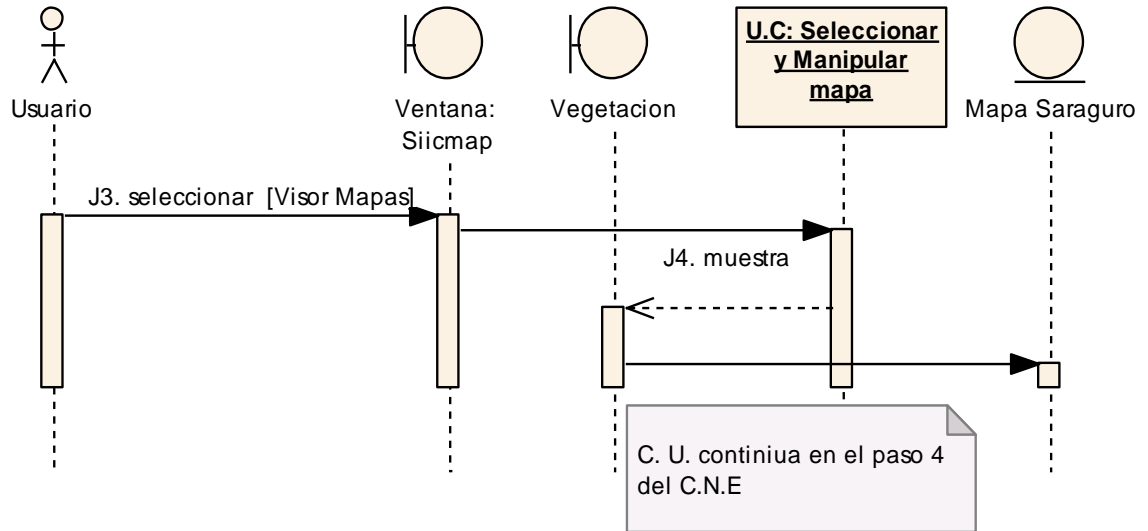 U.C: Seleccionar
y Manipular
mapa
Usuario
Ventana:
Siicmap
Vegetacion
Mapa Saraguro
J3. seleccionar [Visor Mapas]
J4. muestra
C. U. continiua en el paso 4
del C.N.E